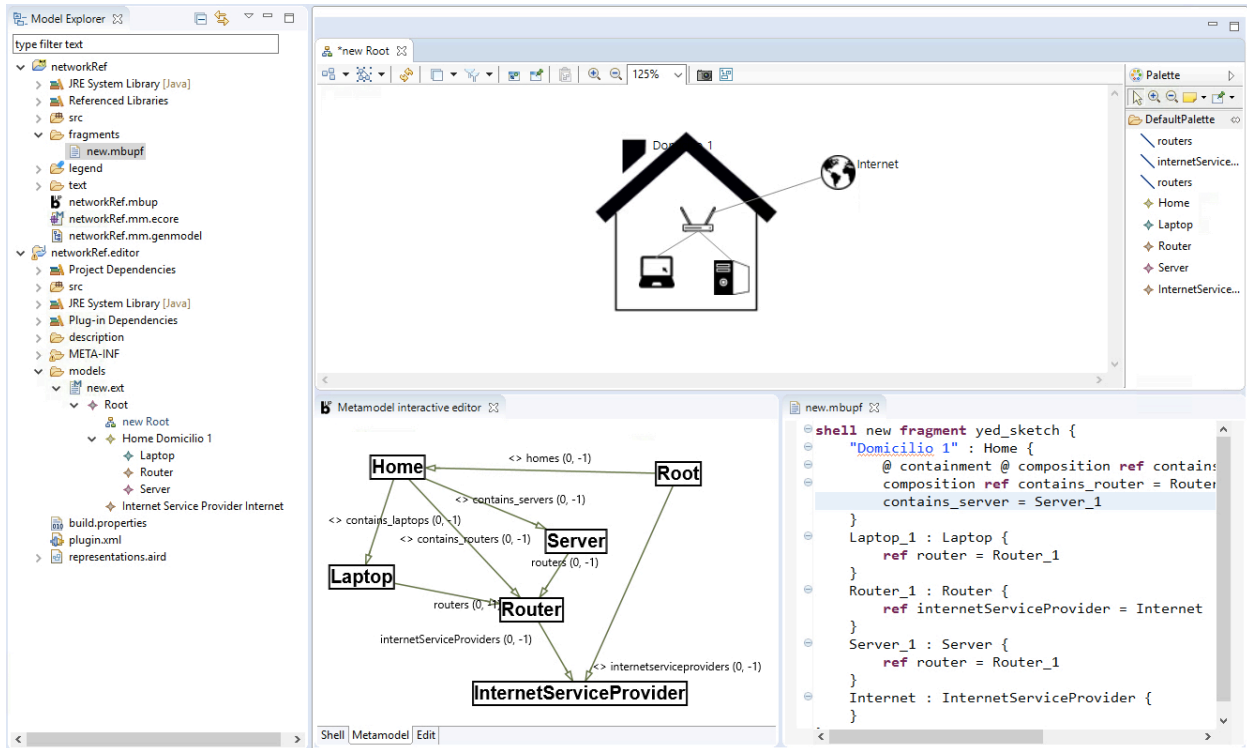 Model Explorer
type filter text
networkRef
JRE System Library [Java]
Referenced Libraries
src
fragments
new.mbupf
legend
text
networkRef.mbup
networkRef.mm.ecore
networkRef.mm.genmodel
networkRef.editor
Project Dependencies
src
JRE System Library [Java]
Plug-in Dependencies
description
META-INF
models
new.ext
Root
new Root
Home Domicilio 1
Laptop
Router
Server
Internet Service Provider Internet
build.properties
plugin.xml
representations.aird
*new Root
125%
Internet
Palette
DefaultPalette
routers
internetService...
routers
Home
Laptop
Router
Server
InternetService...
Metamodel interactive editor
Home
<> homes (0, -1)
Root
<> contains_servers (0, -1)
<> contains_laptops (0, -1)
<> contains_routers (0, -1)
Server
routers (0, -1)
Laptop
routers (0, -1)
Router
internetServiceProviders (0, -1)
<> internetserviceproviders (0, -1)
InternetServiceProvider
Shell Metamodel Edit
new.mbupf
shell new fragment yed_sketch {
"Domicilio 1" : Home {
@ containment @ composition ref contains
composition ref contains_router = Router
contains_server = Server_1
}
Laptop_1 : Laptop {
ref router = Router_1
}
Router_1 : Router {
ref internetServiceProvider = Internet
}
Server_1 : Server {
ref router = Router_1
}
Internet : InternetServiceProvider {
}